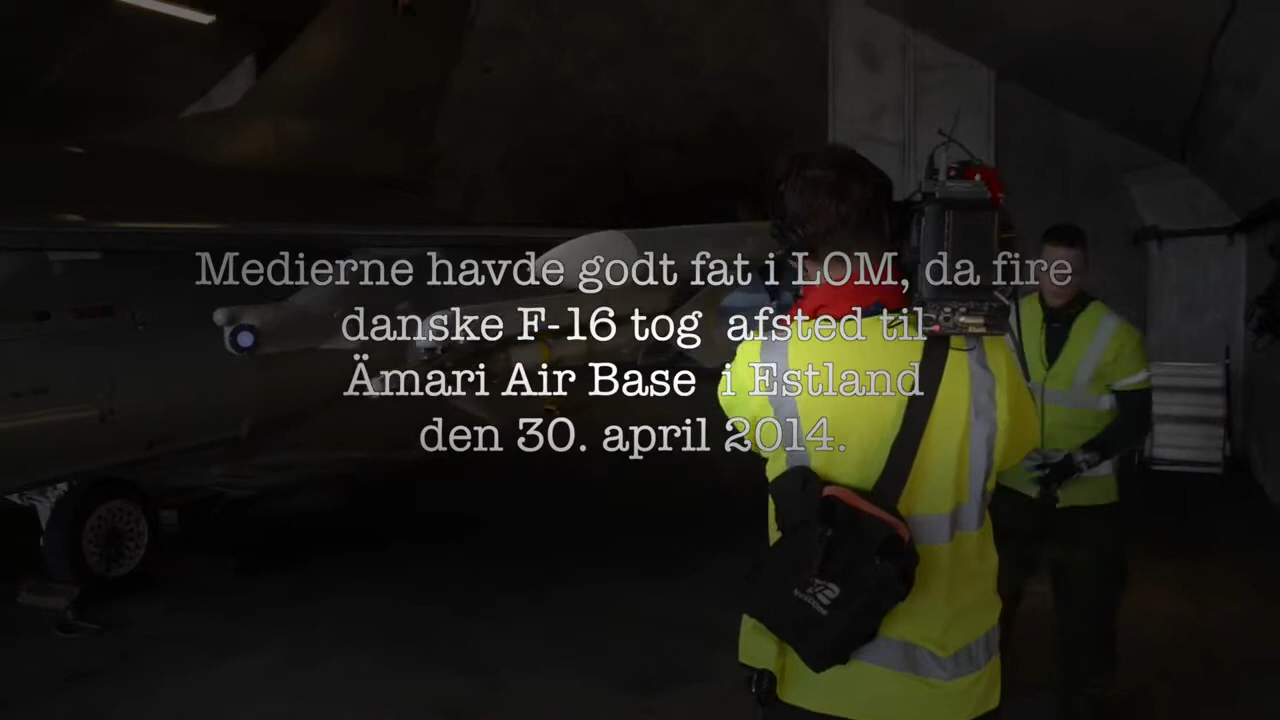 Medierne havde godt fat i LOM, da fire
danske F-16 tog afsted til
Ämari Air Base i Estland
den 30. april 2014.